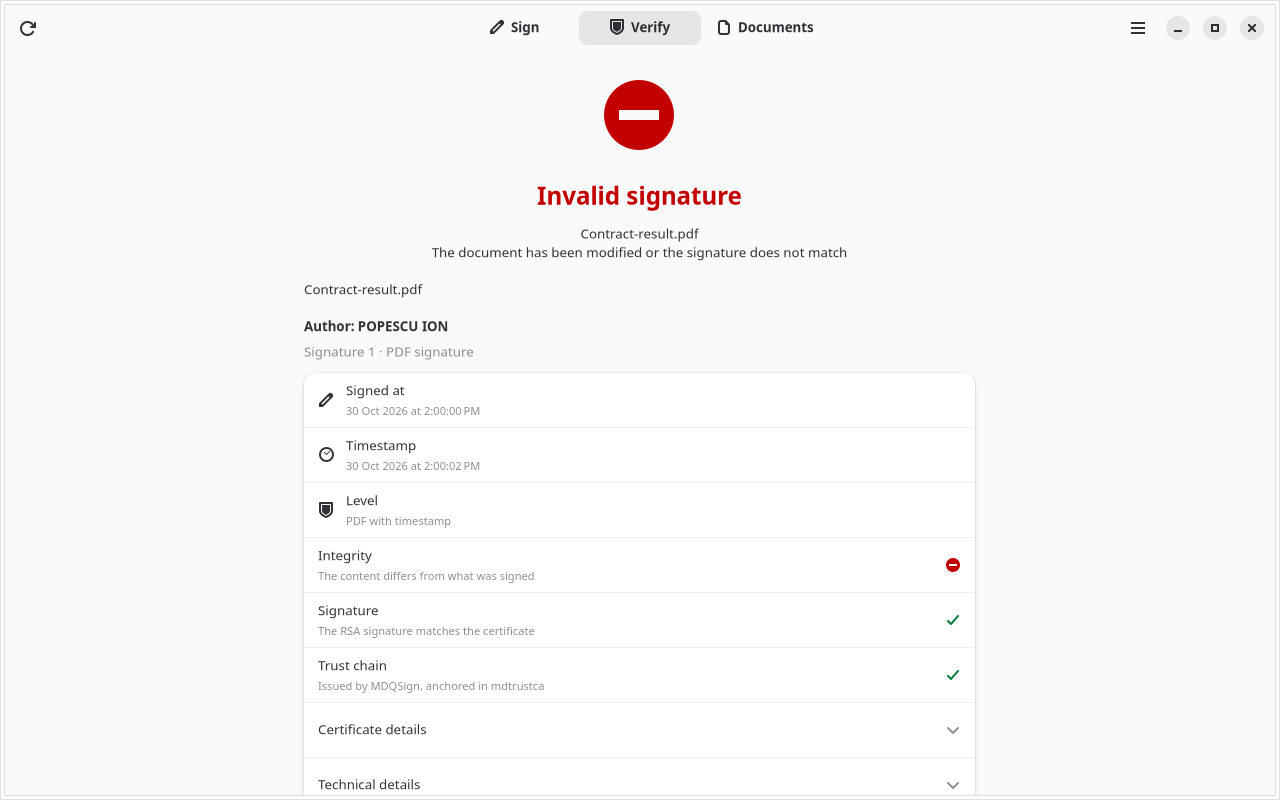 Sign
Verify
Documents
Invalid signature
Contract-result.pdf
The document has been modified or the signature does not match
Contract-result.pdf
Author: POPESCU ION
Signature 1 · PDF signature
Signed at
30 Oct 2026 at 2:00:00 PM
Timestamp
30 Oct 2026 at 2:00:02 PM
Level
PDF with timestamp
Integrity
The content differs from what was signed
Signature
The RSA signature matches the certificate
Trust chain
Issued by MDQSign, anchored in mdtrustca
Certificate details
Technical details